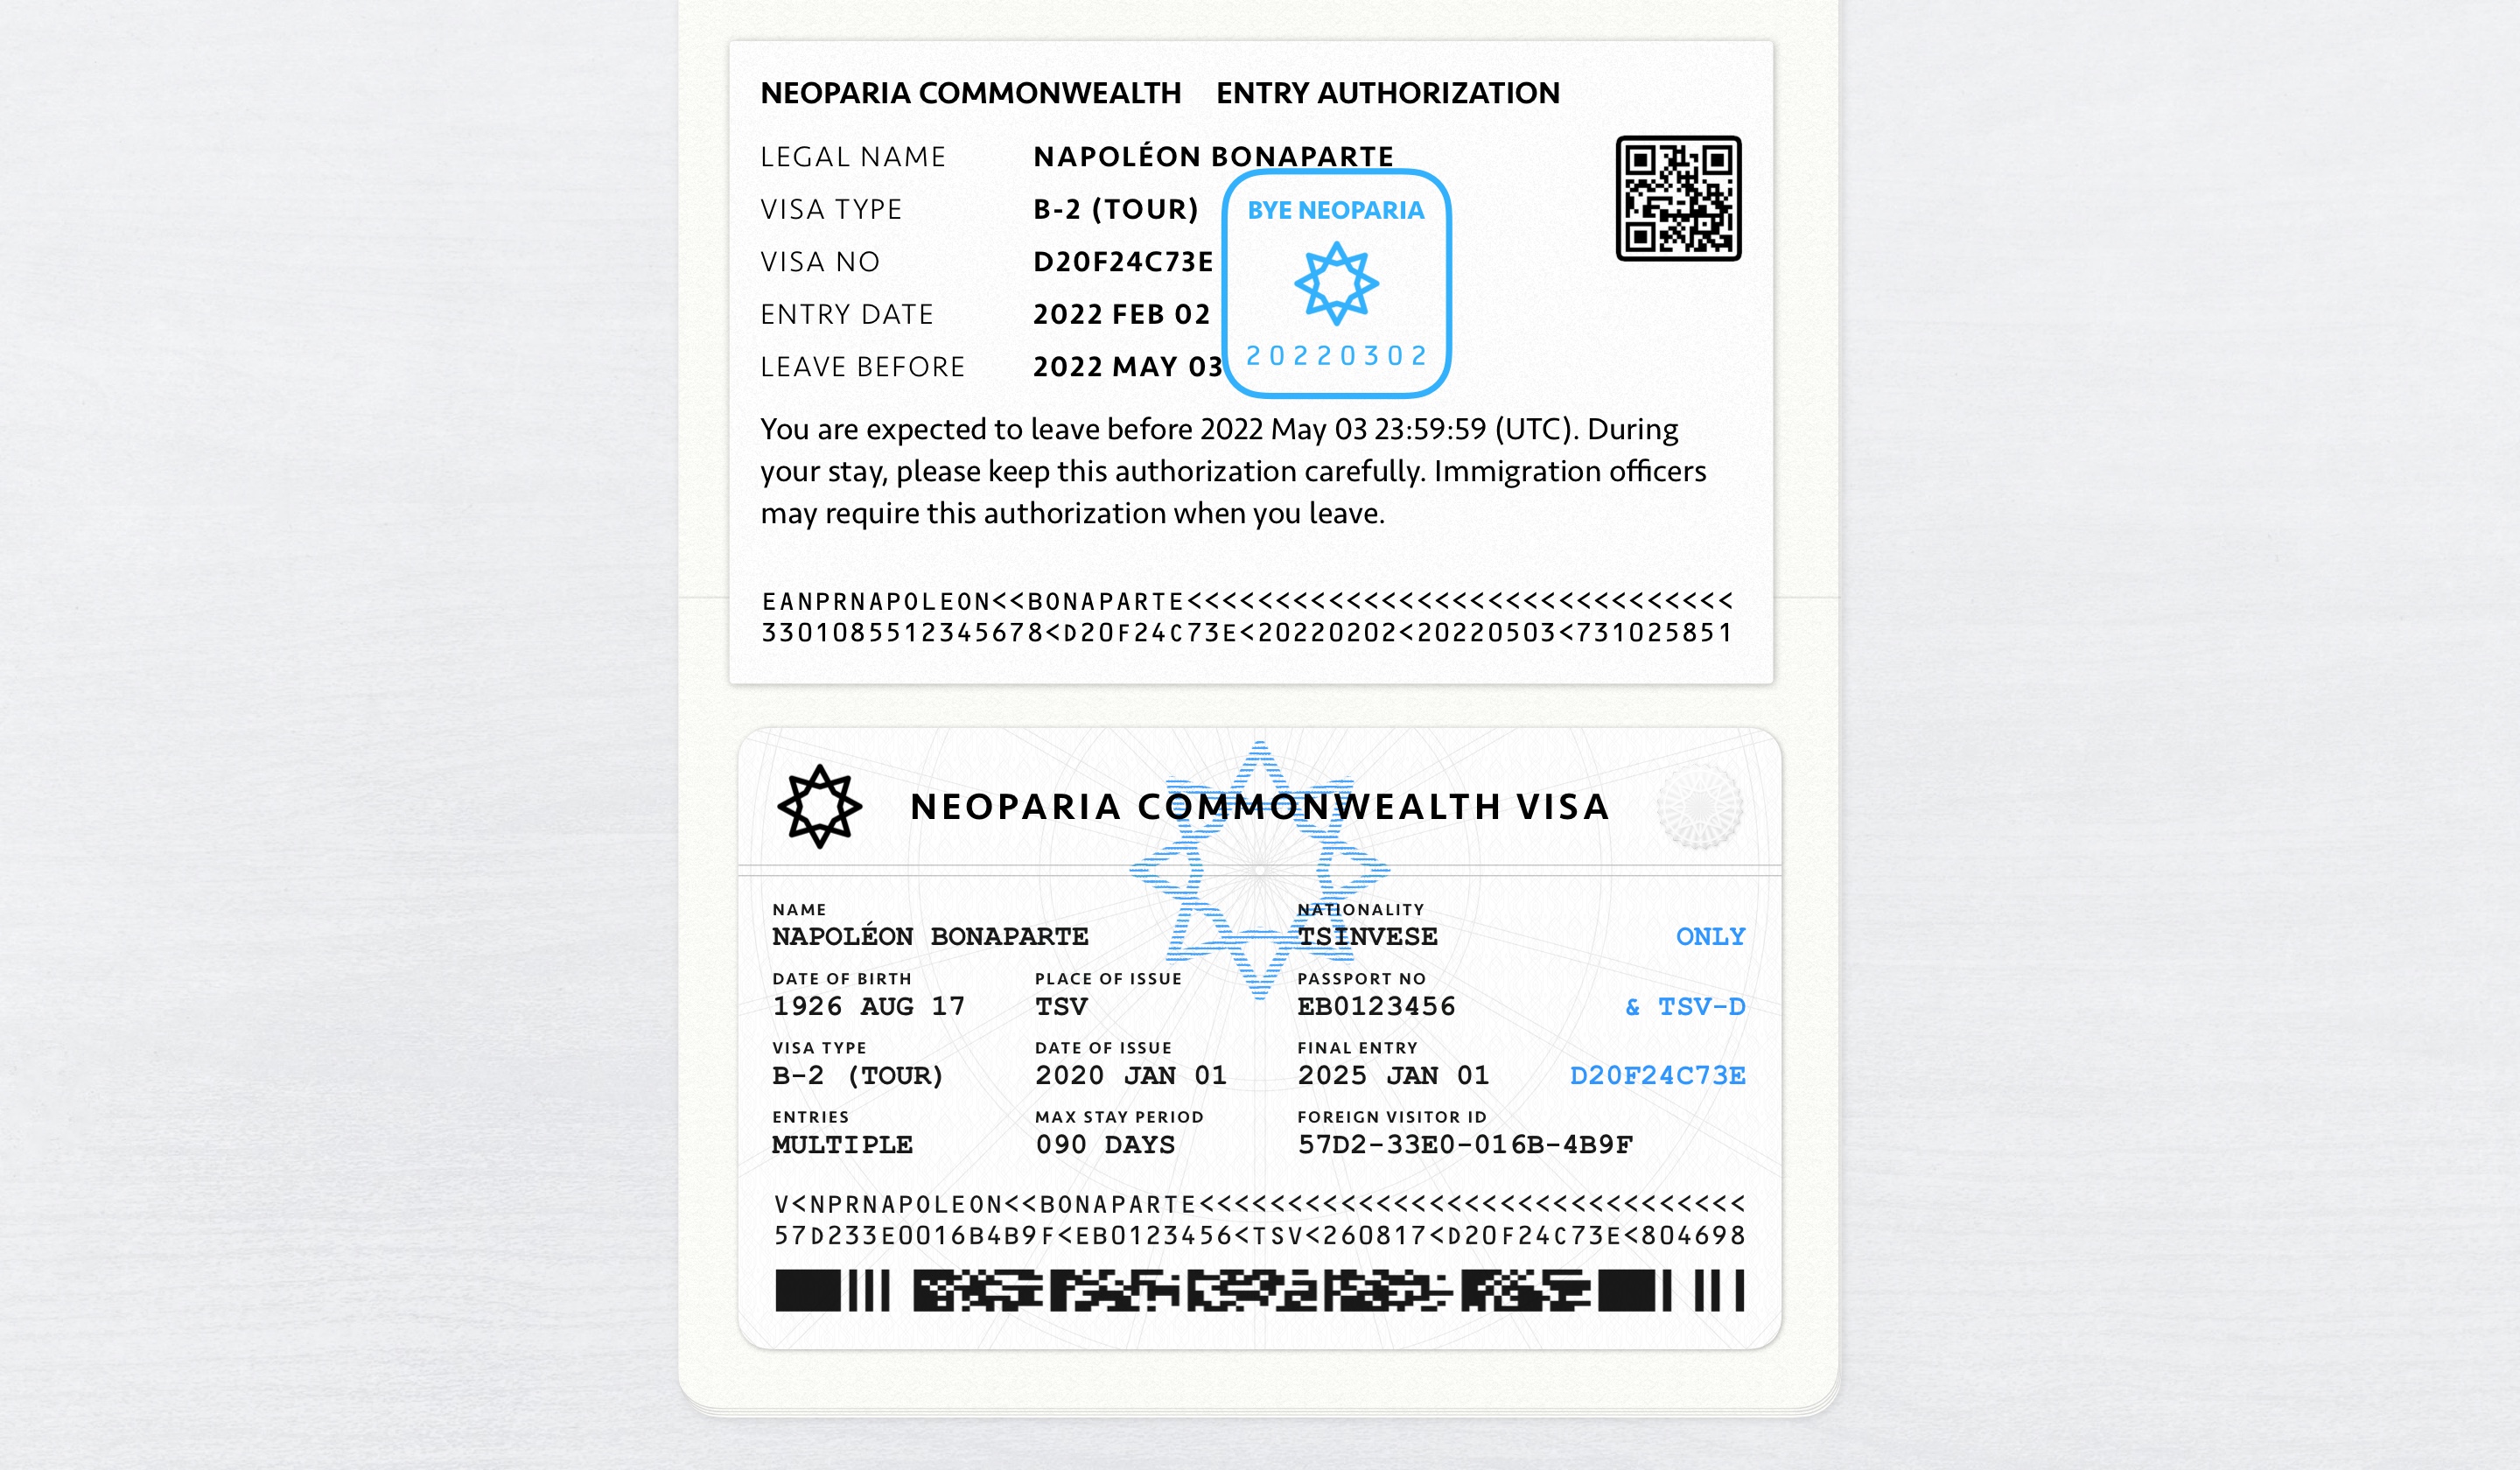 NEOPARIA COMMONWEALTH ENTRY AUTHORIZATION
LEGAL NAME NAPOLÉON BONAPARTE
VISA TYPE B-2 (TOUR)
BYE NEOPARIA
VISA NO D20F24C73E
ENTRY DATE 2022 FEB 02
LEAVE BEFORE 2022 MAY 03
20220302
You are expected to leave before 2022 May 03 23:59:59 (UTC). During
your stay, please keep this authorization carefully. Immigration officers
may require this authorization when you leave.
EANPRNAPOLEON<<BONAPARTE<<<<<<<<<<<<<<<<<<<<<<<<<<<<<<<
3301085512345678<D20F24C73E<20220202<20220503<731025851
NEOPARIA COMMONWEALTH VISA
NAME NATIONALITY
NAPOLÉON BONAPARTE TSINVESE ONLY
DATE OF BIRTH PLACE OF ISSUE PASSPORT NO
1926 AUG 17 TSV EB0123456 & TSV-D
VISA TYPE DATE OF ISSUE FINAL ENTRY
B-2 (TOUR) 2020 JAN 01 2025 JAN 01 D20F24C73E
ENTRIES MAX STAY PERIOD FOREIGN VISITOR ID
MULTIPLE 090 DAYS 57D2-33E0-016B-4B9F
V<NPRNAPOLEON<<BONAPARTE<<<<<<<<<<<<<<<<<<<<<<<<<<<<<<<
57D233E0016B4B9F<EB0123456<TSV<260817<D20F24C73E<804698